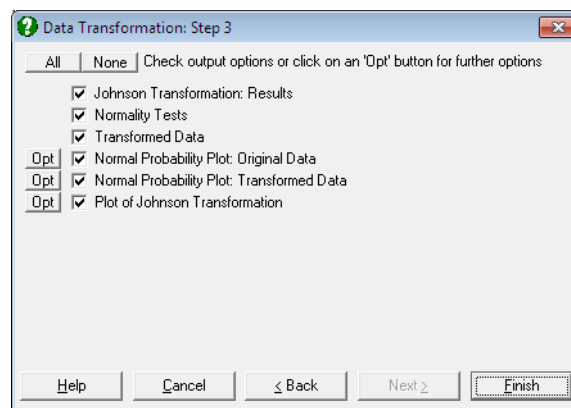 Data Transformation: Step 3
All None Check output options or click on an 'Opt' button for further options
Johnson Transformation: Results
Normality Tests
Transformed Data
Opt Normal Probability Plot: Original Data
Opt Normal Probability Plot: Transformed Data
Opt Plot of Johnson Transformation
Help Cancel < Back Next > Finish